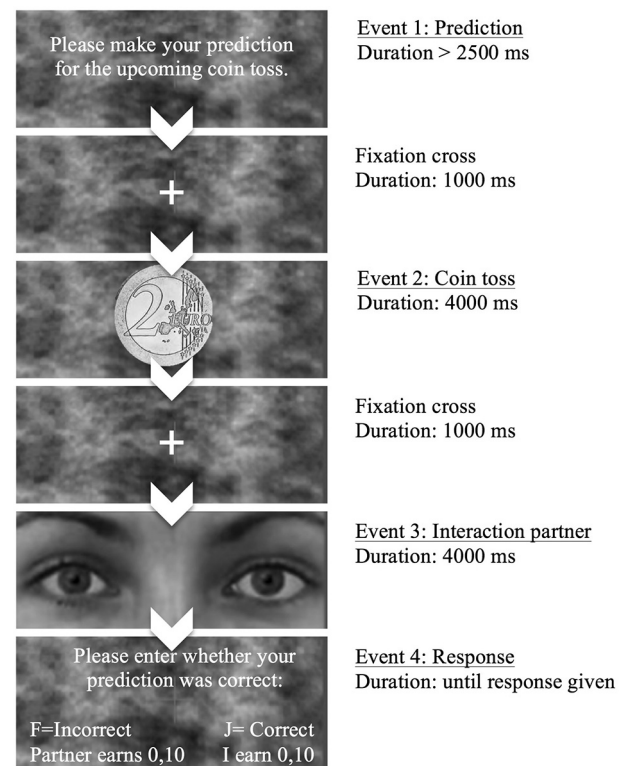 Please make your prediction
for the upcoming coin toss.
Event 1: Prediction
Duration > 2500 ms
+
Fixation cross
Duration: 1000 ms
2
EURO
Event 2: Coin toss
Duration: 4000 ms
+
Fixation cross
Duration: 1000 ms
Event 3: Interaction partner
Duration: 4000 ms
Please enter whether your
prediction was correct:
F=Incorrect
J= Correct
Partner earns 0,10
I earn 0,10
Event 4: Response
Duration: until response given